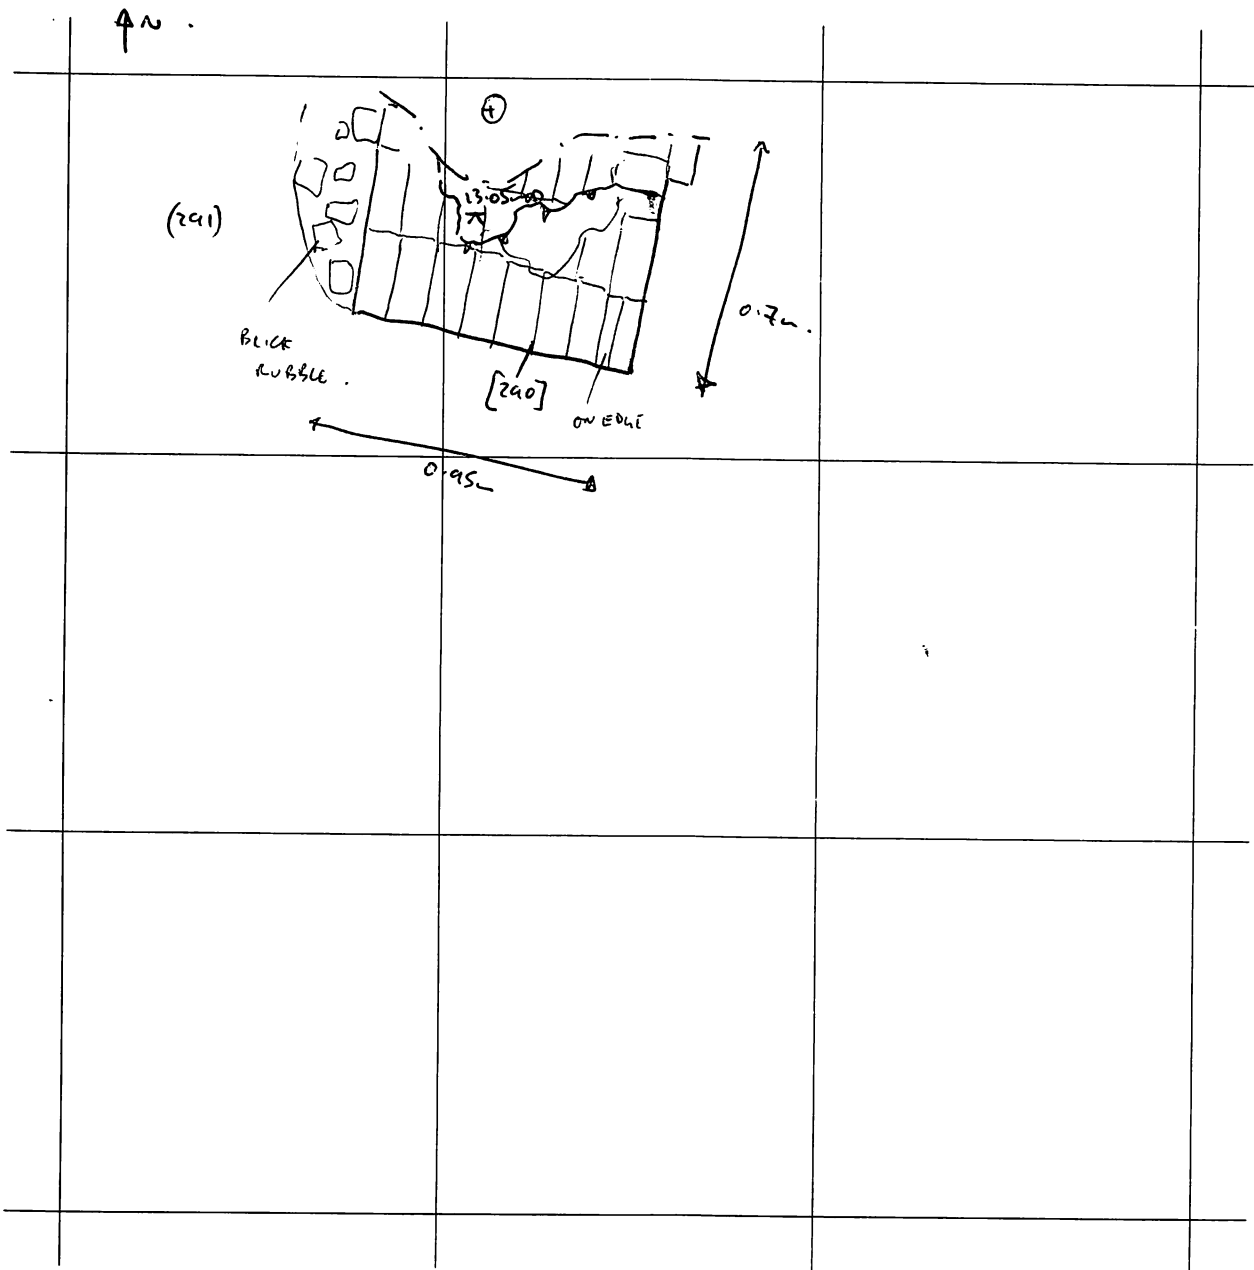 N
(291)
13.05
0.7m.
BRICK
RUBBLE.
[290]
ON EDGE
0.95m